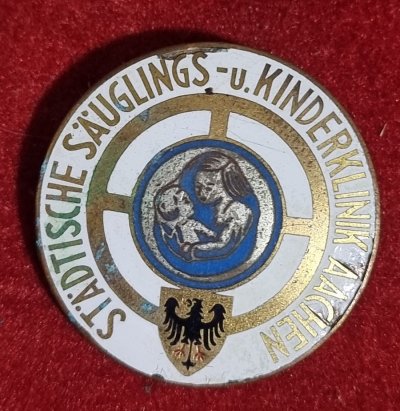 STÄDTISCHE SÄUGLINGS-u. KINDERKLINIK AACHEN